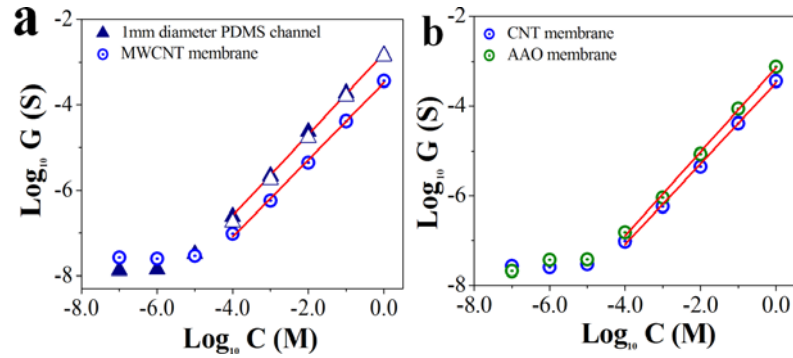 a
1mm diameter PDMS channel
MWCNT membrane
-2
-4
-6
-8
Log₁₀ G (S)
-8.0 -6.0 -4.0 -2.0 0.0
Log₁₀ C (M)
b
CNT membrane
AAO membrane
-2
-4
-6
-8
Log₁₀ G (S)
-8.0 -6.0 -4.0 -2.0 0.0
Log₁₀ C (M)